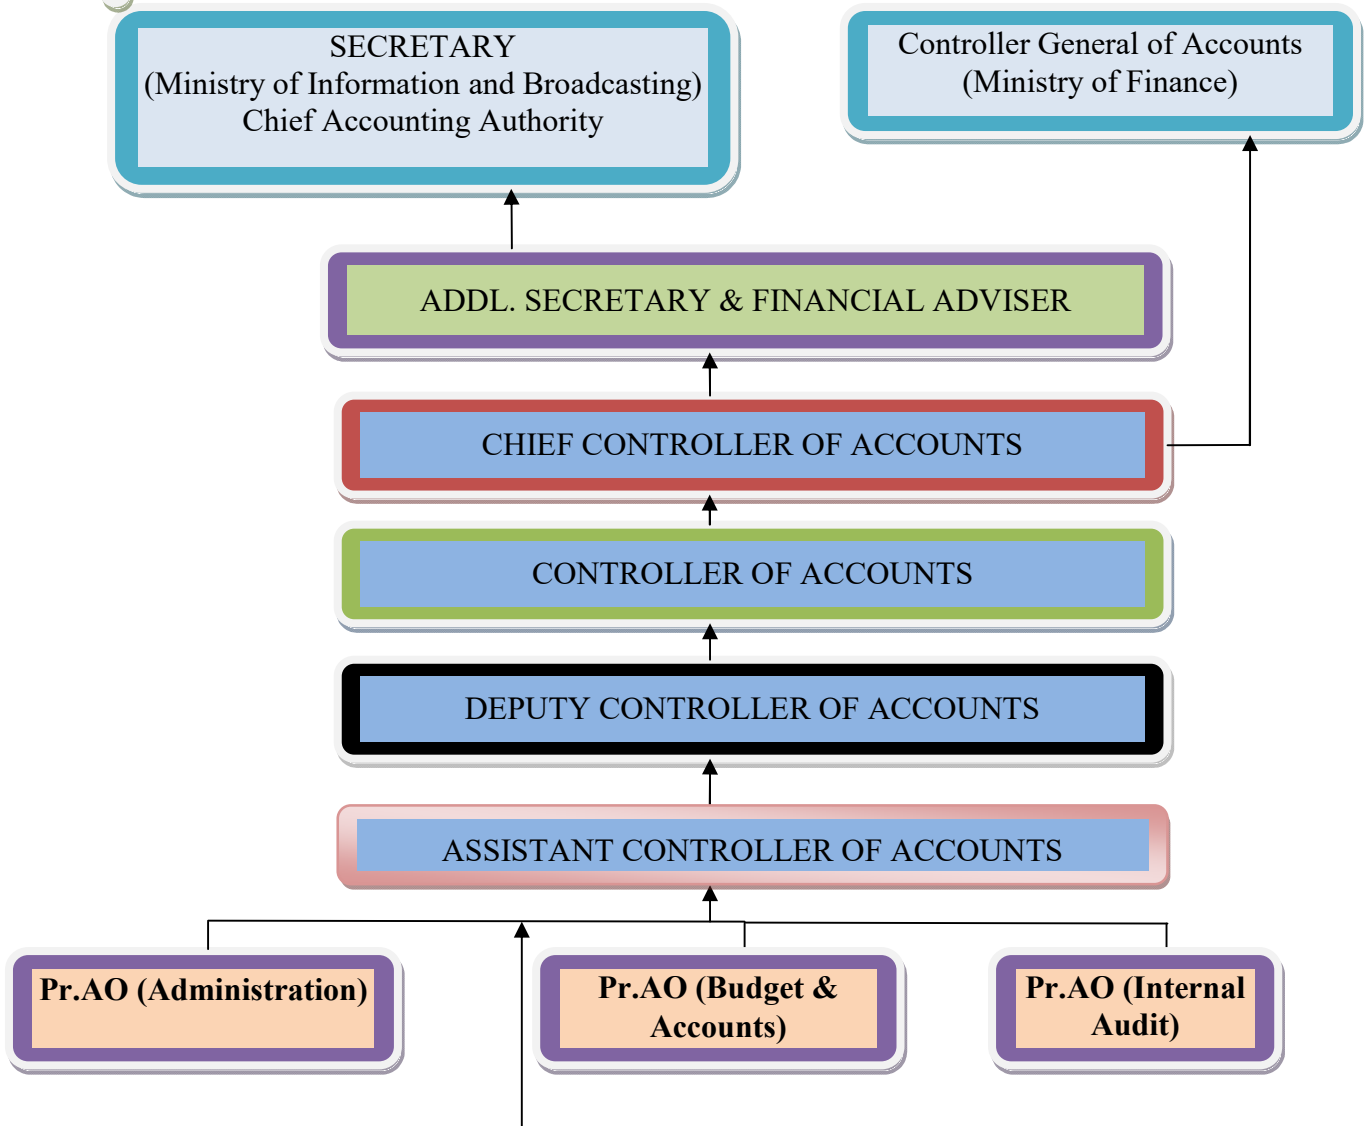 SECRETARY
(Ministry of Information and Broadcasting)
Chief Accounting Authority
Controller General of Accounts
(Ministry of Finance)
ADDL. SECRETARY & FINANCIAL ADVISER
CHIEF CONTROLLER OF ACCOUNTS
CONTROLLER OF ACCOUNTS
DEPUTY CONTROLLER OF ACCOUNTS
ASSISTANT CONTROLLER OF ACCOUNTS
Pr.AO (Administration)
Pr.AO (Budget &
Accounts)
Pr.AO (Internal
Audit)